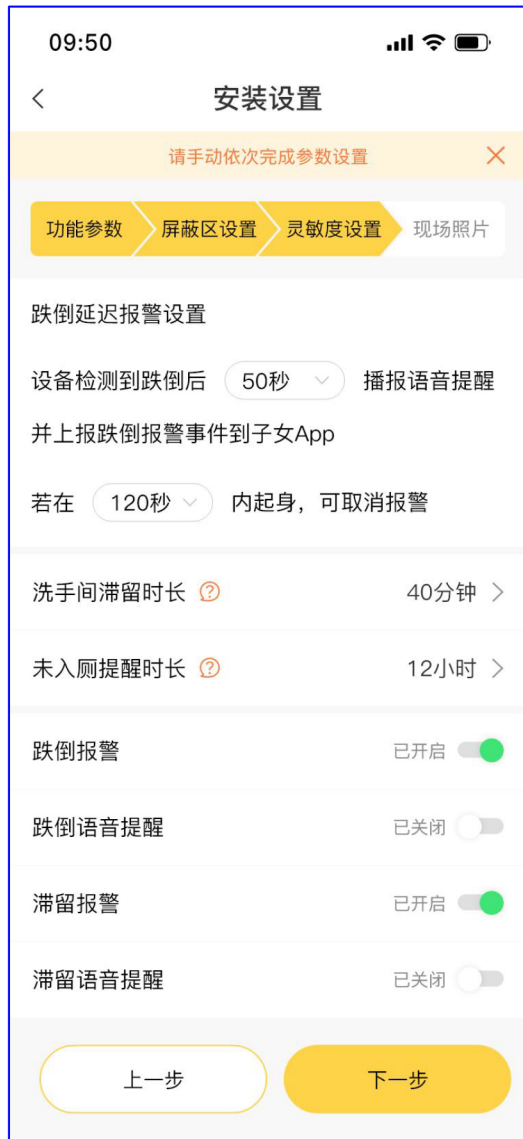 09:50
安装设置
请手动依次完成参数设置
功能参数 屏蔽区设置 灵敏度设置 现场照片
跌倒延迟报警设置
设备检测到跌倒后 50秒 播报语音提醒
并上报跌倒报警事件到子女App
若在 120秒 内起身，可取消报警
洗手间滞留时长 ? 40分钟
未入厕提醒时长 ? 12小时
跌倒报警 已开启
跌倒语音提醒 已关闭
滞留报警 已开启
滞留语音提醒 已关闭
上一步 下一步